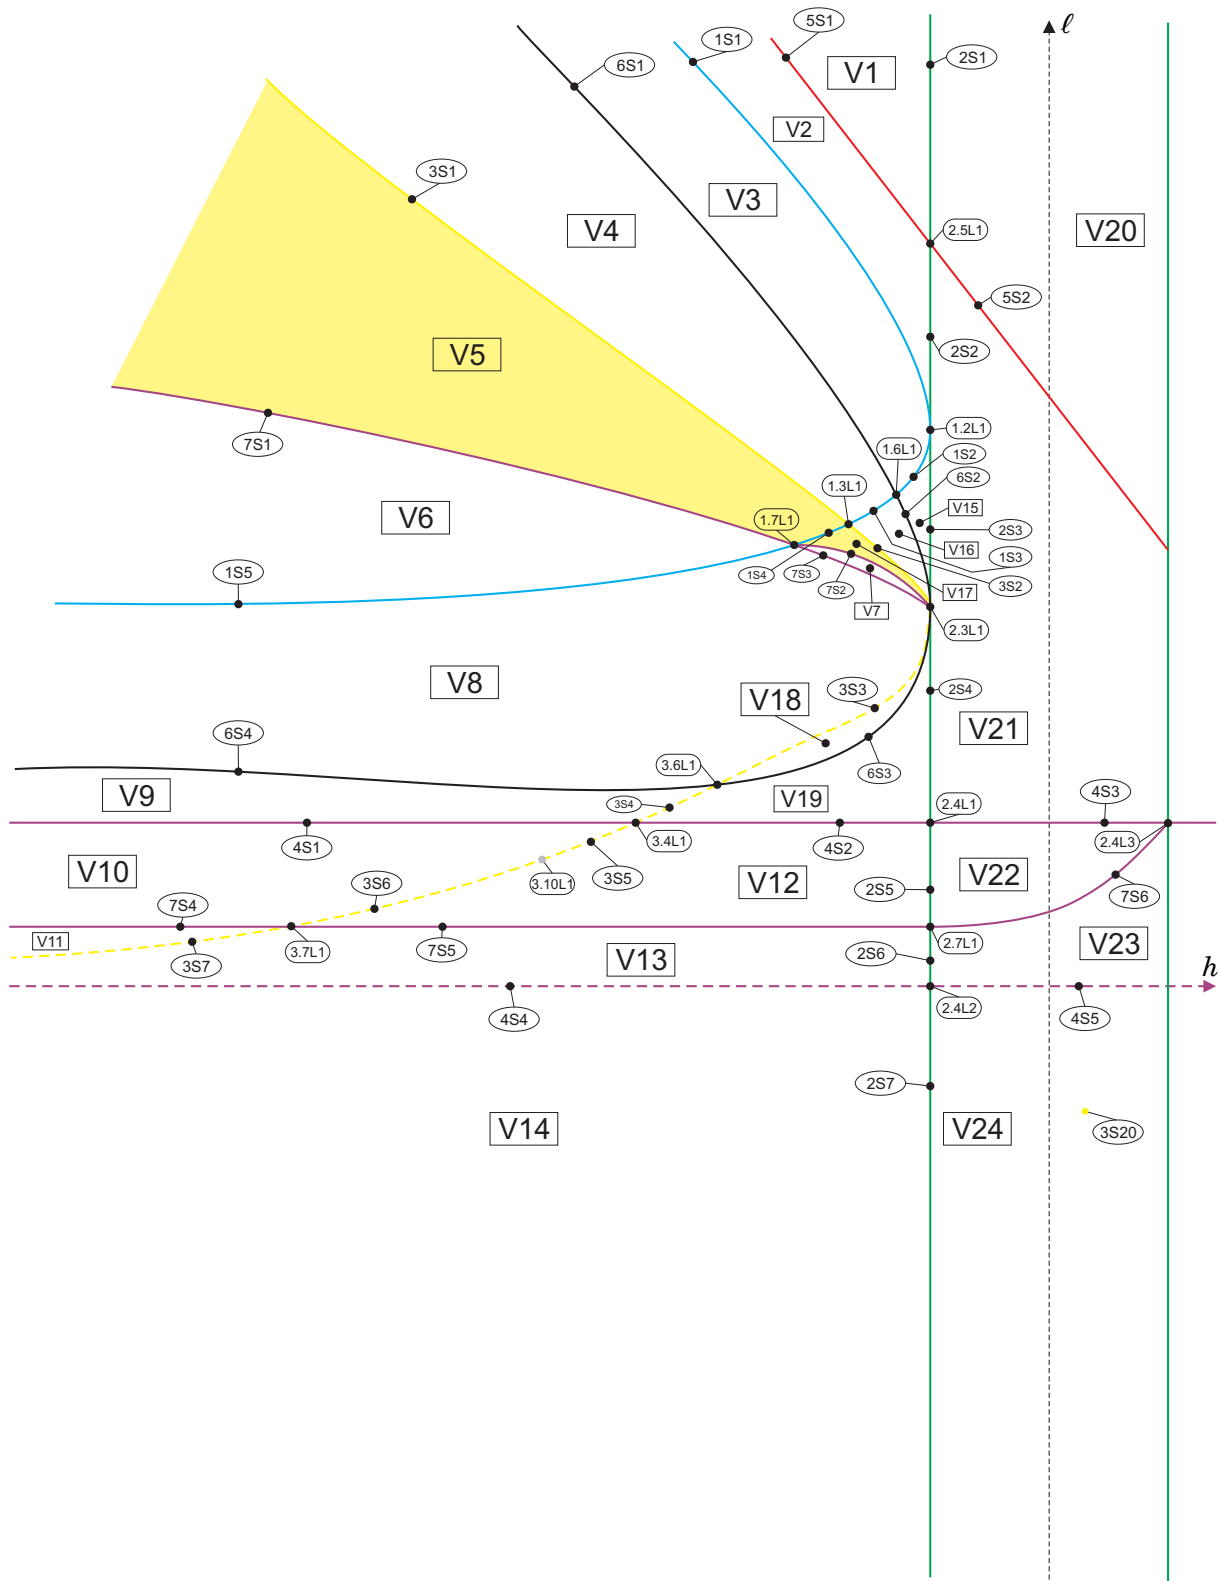 5S1
ℓ
1S1
2S1
6S1
V1
V2
3S1
V3
V4
V20
2.5L1
5S2
V5
2S2
1.2L1
7S1
1.6L1
1S2
6S2
1.3L1
V15
V6
1.7L1
2S3
V16
1S3
1S5
1S4
7S3
7S2
3S2
V17
V7
2.3L1
V8
3S3
2S4
V18
V21
6S4
3.6L1
6S3
V9
3S4
V19
2.4L1
4S3
4S1
3.4L1
4S2
2.4L3
V10
3S5
3S6
3.10L1
V12
2S5
V22
7S6
7S4
V11
3S7
3.7L1
7S5
V13
2S6
2.7L1
V23
h
4S4
2.4L2
4S5
2S7
V14
V24
3S20